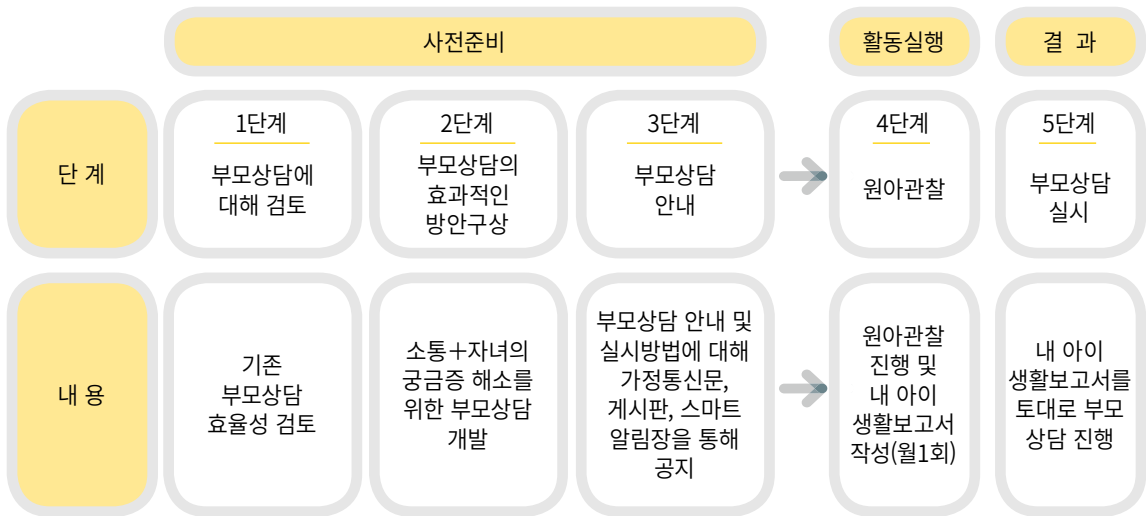 사전준비
활동실행
결 과
단 계
1단계
부모상담에
대해 검토
2단계
부모상담의
효과적인
방안구상
3단계
부모상담
안내
4단계
원아관찰
5단계
부모상담
실시
내 용
기존
부모상담
효율성 검토
소통+자녀의
궁금증 해소를
위한 부모상담
개발
부모상담 안내 및
실시방법에 대해
가정통신문,
게시판, 스마트
알림장을 통해
공지
원아관찰
진행 및
내 아이
생활보고서
작성(월1회)
내 아이
생활보고서를
토대로 부모
상담 진행